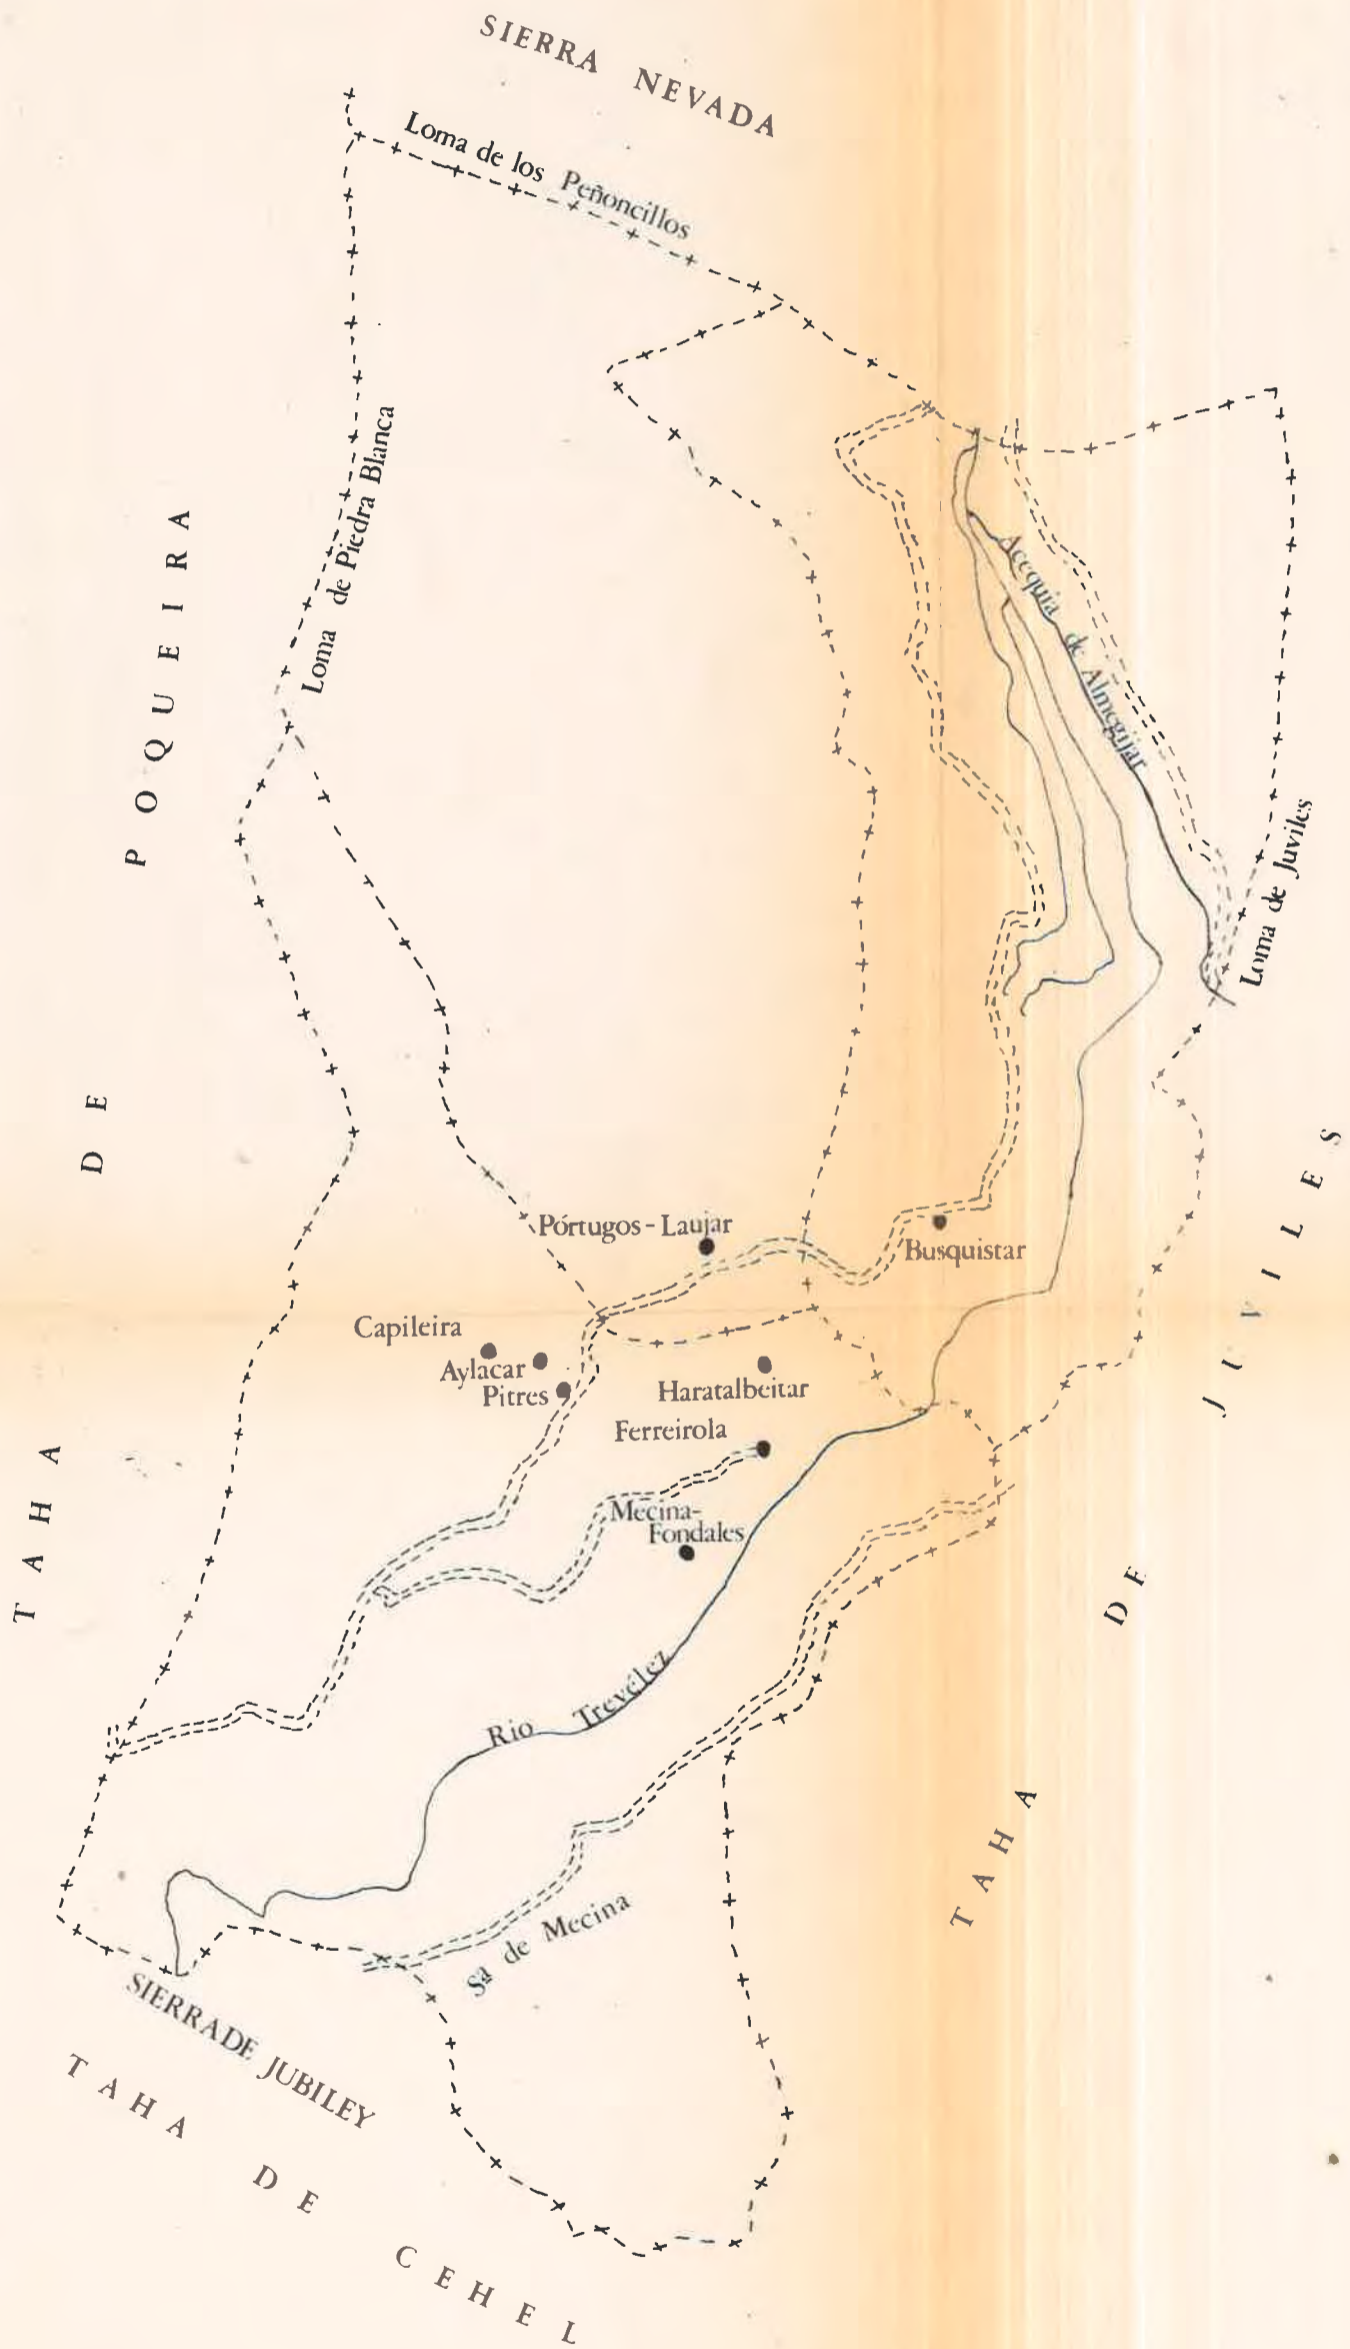 SIERRA NEVADA
Loma de los Peñoncillos
Loma de Piedra Blanca
TAHA DE POQUEIRA
Acequia de Almegijar
Loma de Juviles
TAHA DE JUVILES
Pórtugos-Laujar
Busquistar
Capileira
Aylacar
Pitres
Haratalbeitar
Ferreirola
Mecina-
Fondales
Rio Trevélez
Sa de Mecina
SIERRA DE JUBILEY
TAHA DE CEHEL